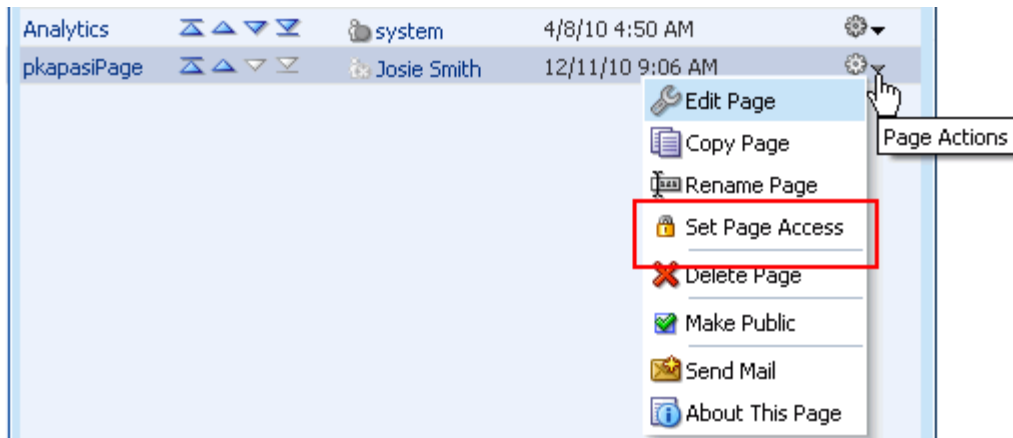 Analytics system 4/8/10 4:50 AM
pkapasiPage Josie Smith 12/11/10 9:06 AM
Edit Page
Page Actions
Copy Page
Rename Page
Set Page Access
Delete Page
Make Public
Send Mail
About This Page